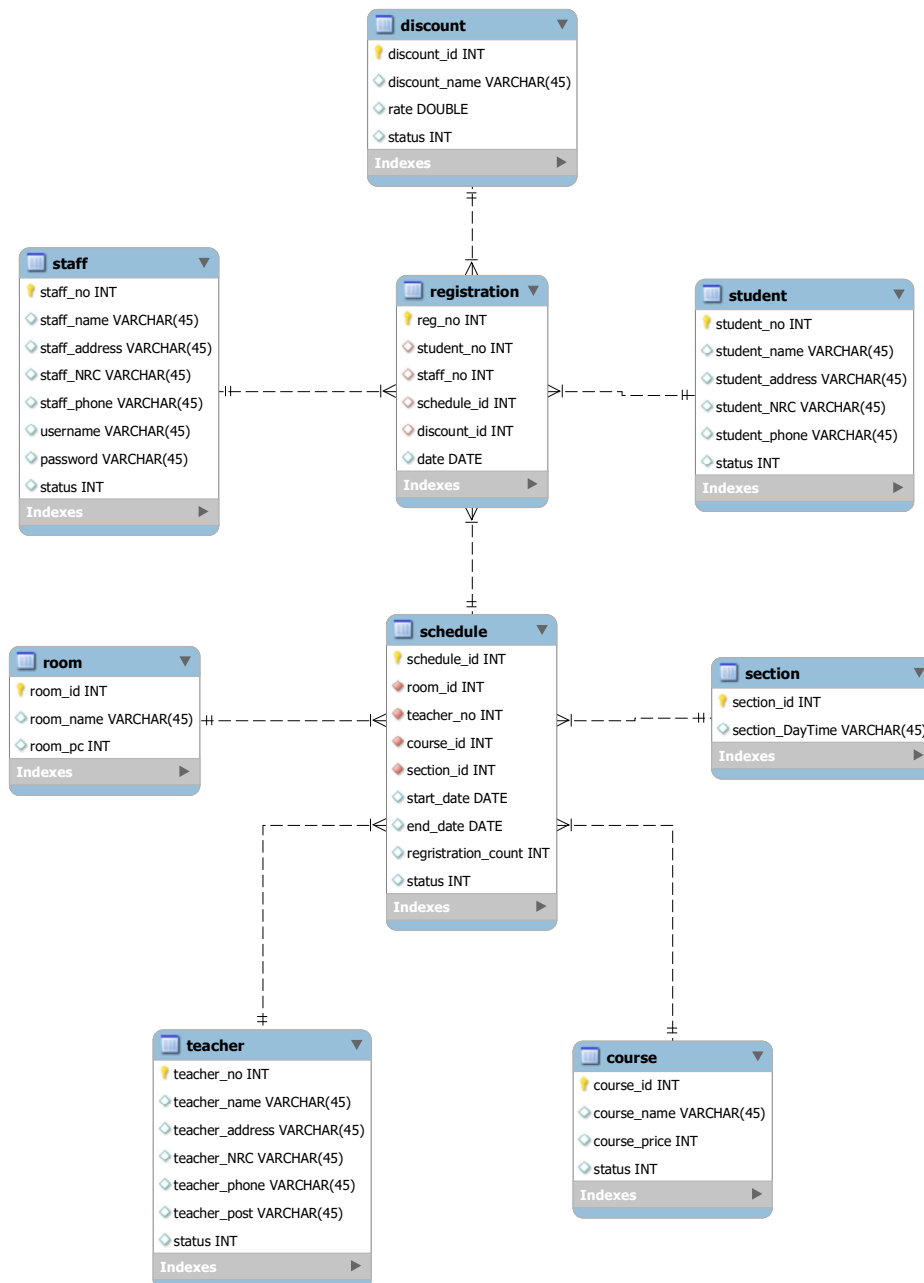 discount
discount_id INT
discount_name VARCHAR(45)
rate DOUBLE
status INT
Indexes
staff
staff_no INT
staff_name VARCHAR(45)
staff_address VARCHAR(45)
staff_NRC VARCHAR(45)
staff_phone VARCHAR(45)
username VARCHAR(45)
password VARCHAR(45)
status INT
Indexes
registration
reg_no INT
student_no INT
staff_no INT
schedule_id INT
discount_id INT
date DATE
Indexes
student
student_no INT
student_name VARCHAR(45)
student_address VARCHAR(45)
student_NRC VARCHAR(45)
student_phone VARCHAR(45)
status INT
Indexes
room
room_id INT
room_name VARCHAR(45)
room_pc INT
Indexes
schedule
schedule_id INT
room_id INT
teacher_no INT
course_id INT
section_id INT
start_date DATE
end_date DATE
regristration_count INT
status INT
Indexes
section
section_id INT
section_DayTime VARCHAR(45)
Indexes
teacher
teacher_no INT
teacher_name VARCHAR(45)
teacher_address VARCHAR(45)
teacher_NRC VARCHAR(45)
teacher_phone VARCHAR(45)
teacher_post VARCHAR(45)
status INT
Indexes
course
course_id INT
course_name VARCHAR(45)
course_price INT
status INT
Indexes